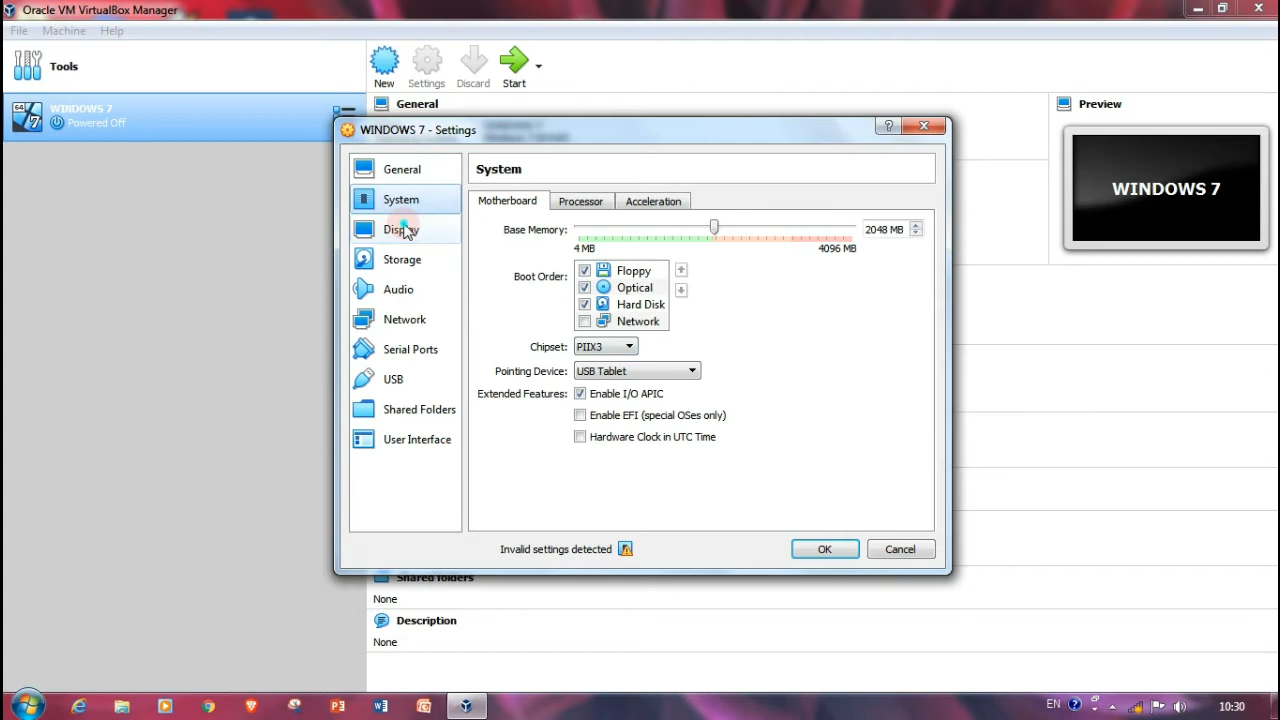 Oracle VM VirtualBox Manager
File Machine Help
Tools
New Settings Discard Start
64
7
WINDOWS 7
Powered Off
General
Preview
WINDOWS 7
WINDOWS 7 - Settings
?
General
System
Display
Storage
Audio
Network
Serial Ports
USB
Shared Folders
User Interface
System
Motherboard Processor Acceleration
Base Memory: 2048 MB
4 MB 4096 MB
Boot Order: Floppy
Optical
Hard Disk
Network
Chipset: PIIX3
Pointing Device: USB Tablet
Extended Features: Enable I/O APIC
Enable EFI (special OSes only)
Hardware Clock in UTC Time
Invalid settings detected OK Cancel
Shared folders
None
Description
None
EN 10:30